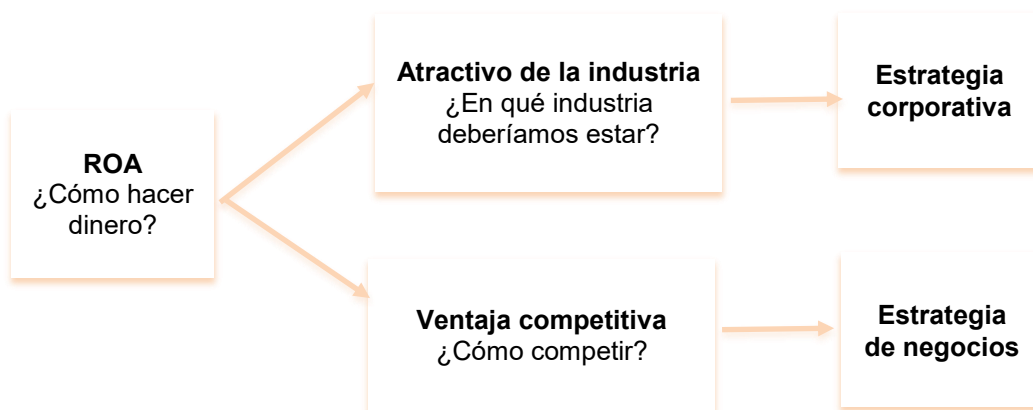 ROA
¿Cómo hacer
dinero?
Atractivo de la industria
¿En qué industria
deberíamos estar?
Estrategia
corporativa
Ventaja competitiva
¿Cómo competir?
Estrategia
de negocios